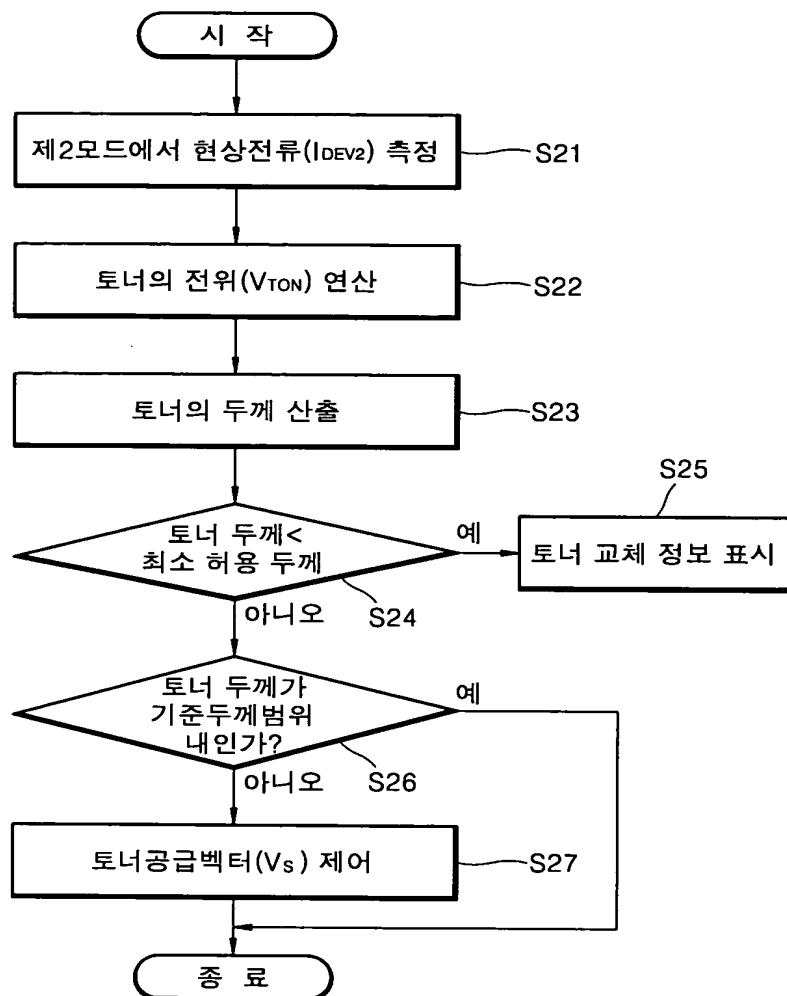 시 작
제2모드에서 현상전류(IDEV2) 측정
S21
토너의 전위(VTON) 연산
S22
토너의 두께 산출
S23
토너 두께<
최소 허용 두께
S24
예
S25
토너 교체 정보 표시
아니오
토너 두께가
기준두께범위
내인가?
S26
예
아니오
토너공급벡터(VS) 제어
S27
종 료